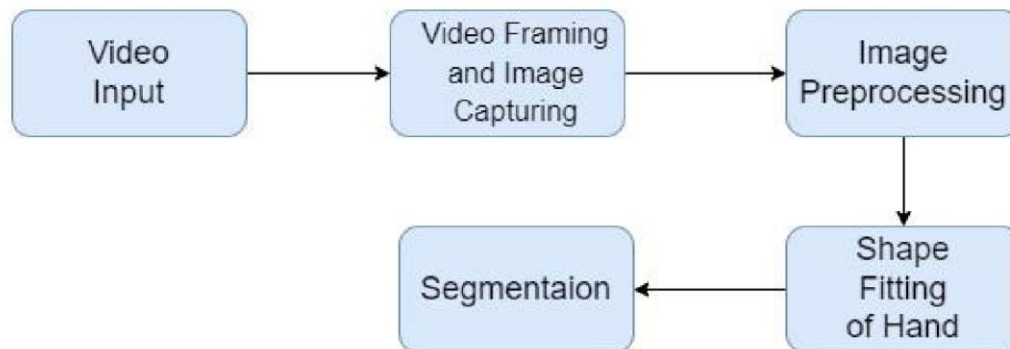 Video
Input
Video Framing
and Image
Capturing
Image
Preprocessing
Shape
Fitting
of Hand
Segmentaion